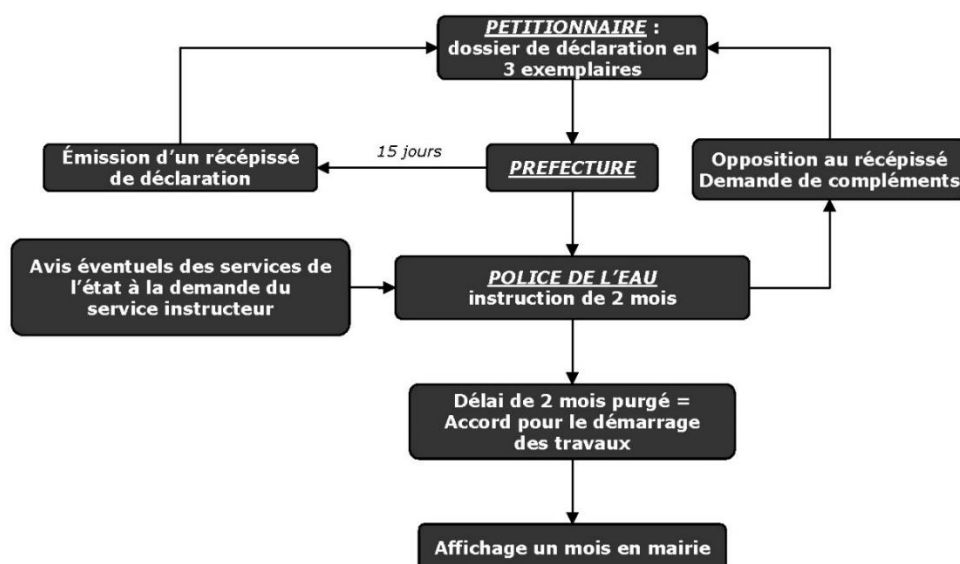 PETITIONNAIRE :
dossier de déclaration en
3 exemplaires
15 jours
Émission d'un récépissé
de déclaration
PREFECTURE
Opposition au récépissé
Demande de compléments
Avis éventuels des services de
l'état à la demande du
service instructeur
POLICE DE L'EAU
instruction de 2 mois
Délai de 2 mois purgé =
Accord pour le démarrage
des travaux
Affichage un mois en mairie